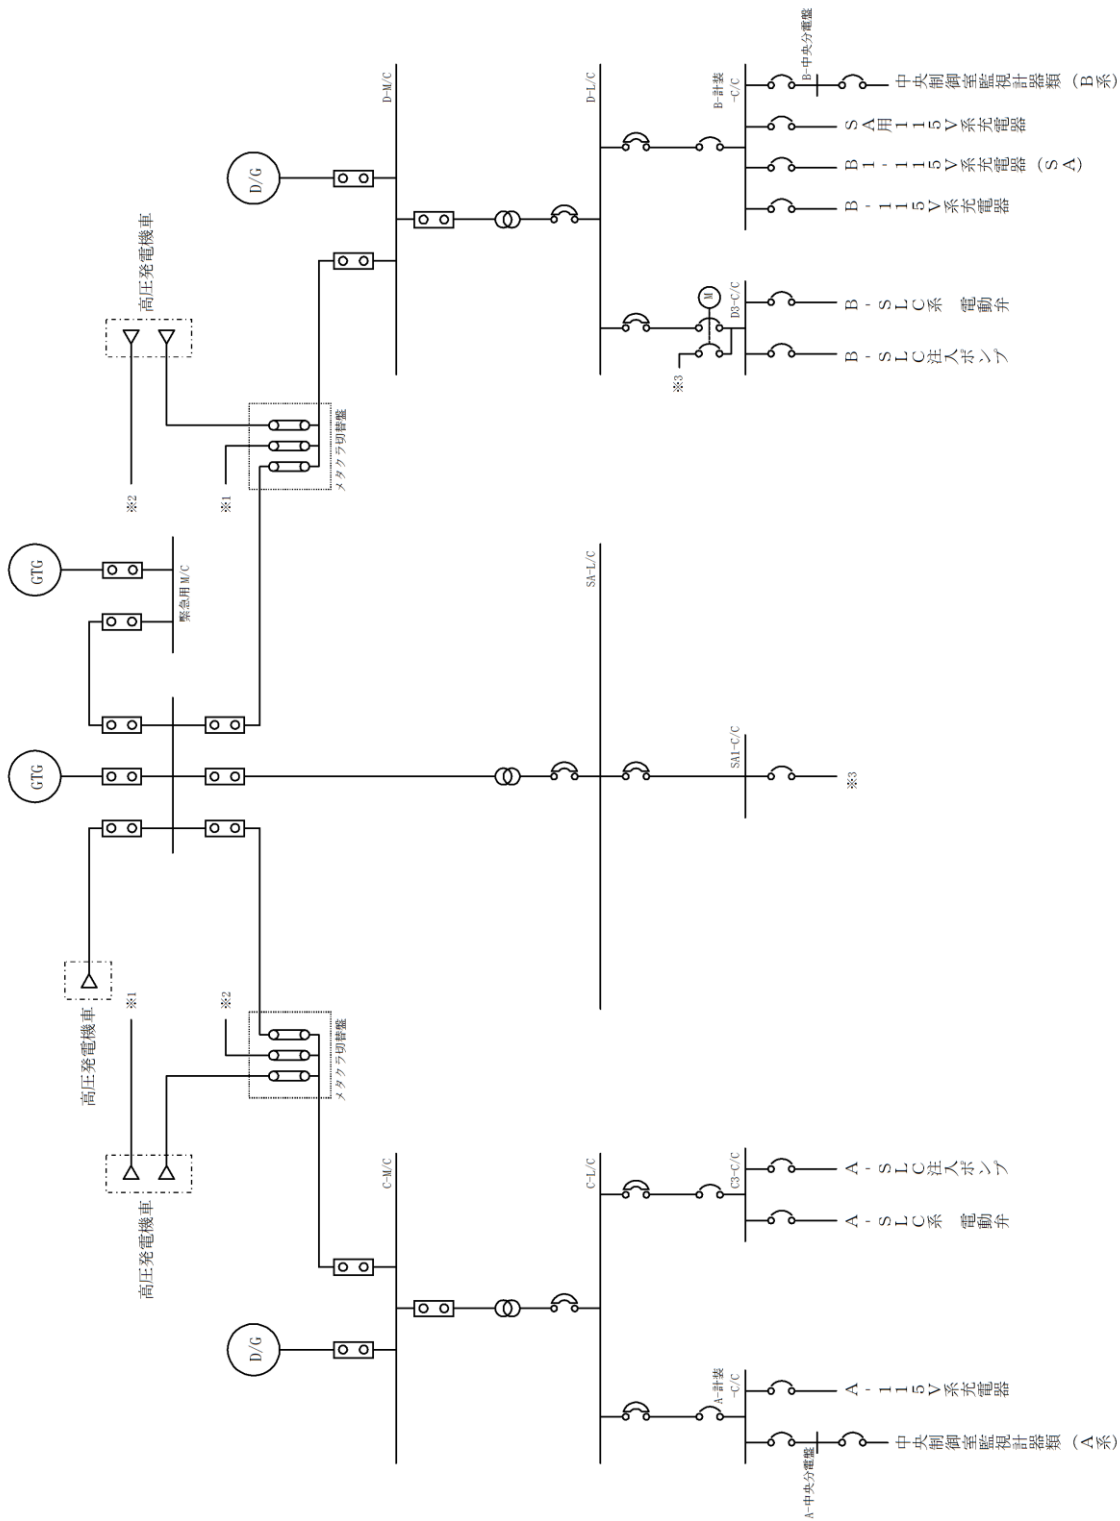 高圧発電機車
高圧発電機車
高圧発電機車
GTG
GTG
D/G
D/G
※1
※2
※2
※1
緊急用 M/C
メタクラ切替盤
メタクラ切替盤
C-M/C
D-M/C
C-L/C
SA-L/C
D-L/C
A-計装
-C/C
C3-C/C
SA1-C/C
※3
M
D3-C/C
B-計装
-C/C
A-中央分電盤
B-中央分電盤
中央制御室監視計器類（A系）
A-115V系充電器
A-SLC系 電動弁
A-SLC注入ポンプ
※3
B-SLC注入ポンプ
B-SLC系 電動弁
B-115V系充電器
B1-115V系充電器（SA）
SA用115V系充電器
中央制御室監視計器類（B系）